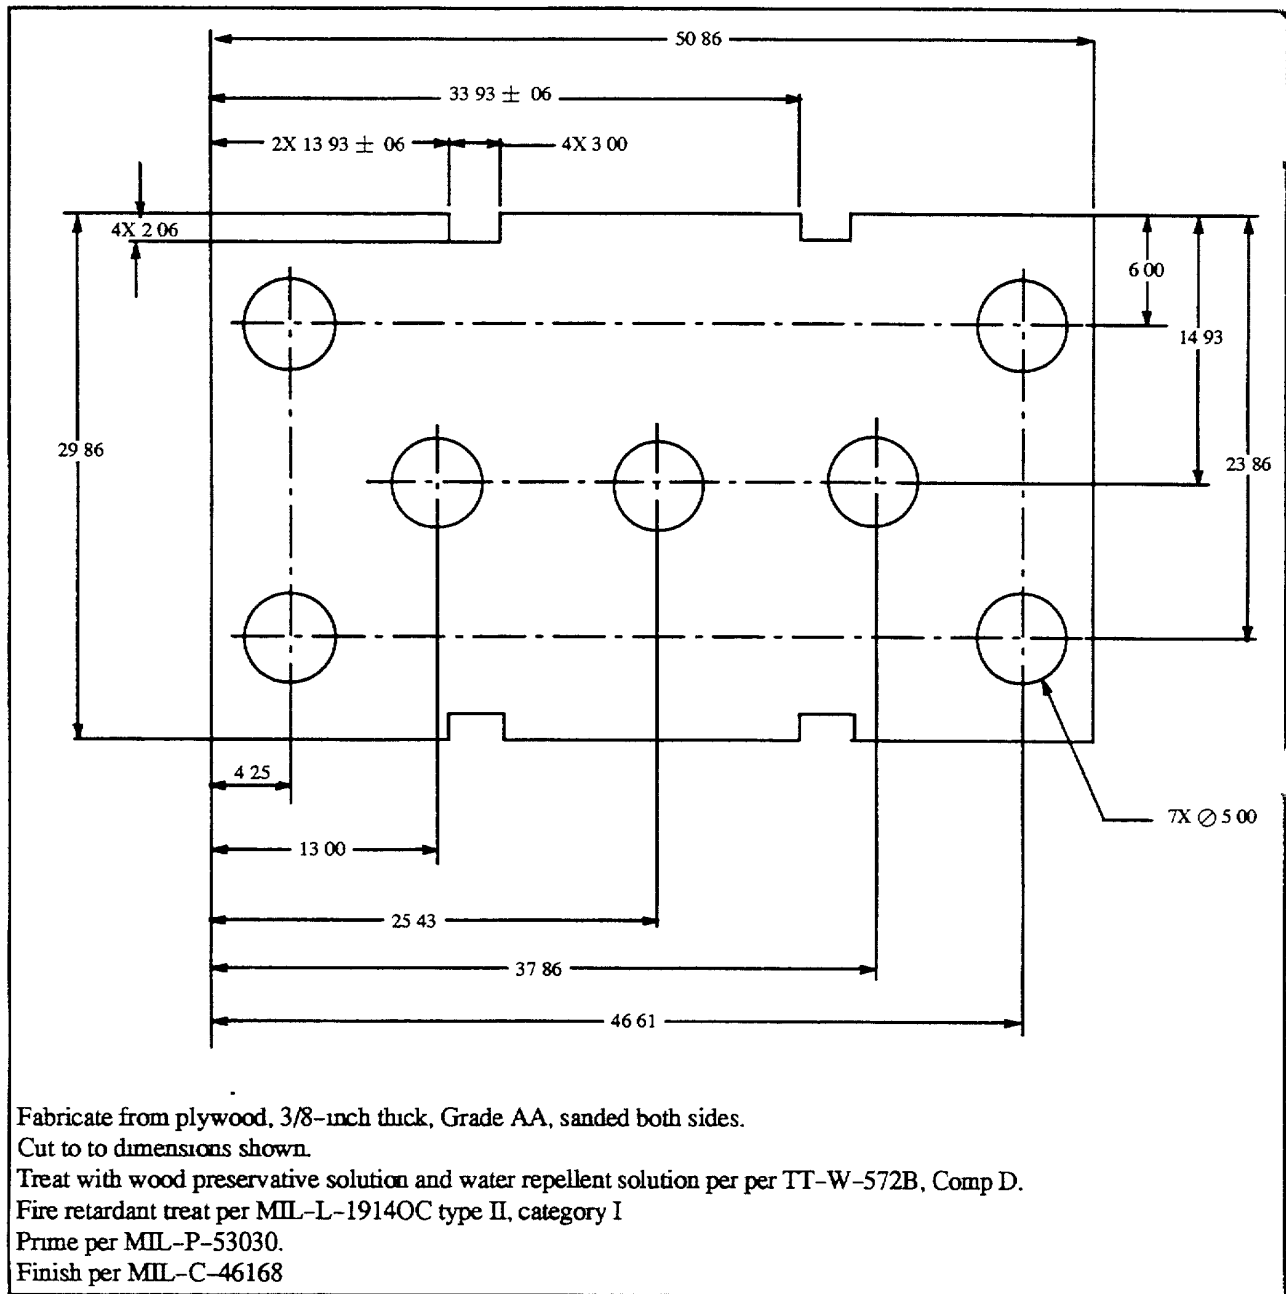 50 86
33 93 ± 06
2X 13 93 ± 06
4X 3 00
4X 2 06
6 00
14 93
29 86
23 86
4 25
7X ∅ 5 00
13 00
25 43
37 86
46 61
Fabricate from plywood, 3/8-inch thick, Grade AA, sanded both sides.
Cut to to dimensions shown.
Treat with wood preservative solution and water repellent solution per per TT-W-572B, Comp D.
Fire retardant treat per MIL-L-1914OC type II, category I
Prime per MIL-P-53030.
Finish per MIL-C-46168